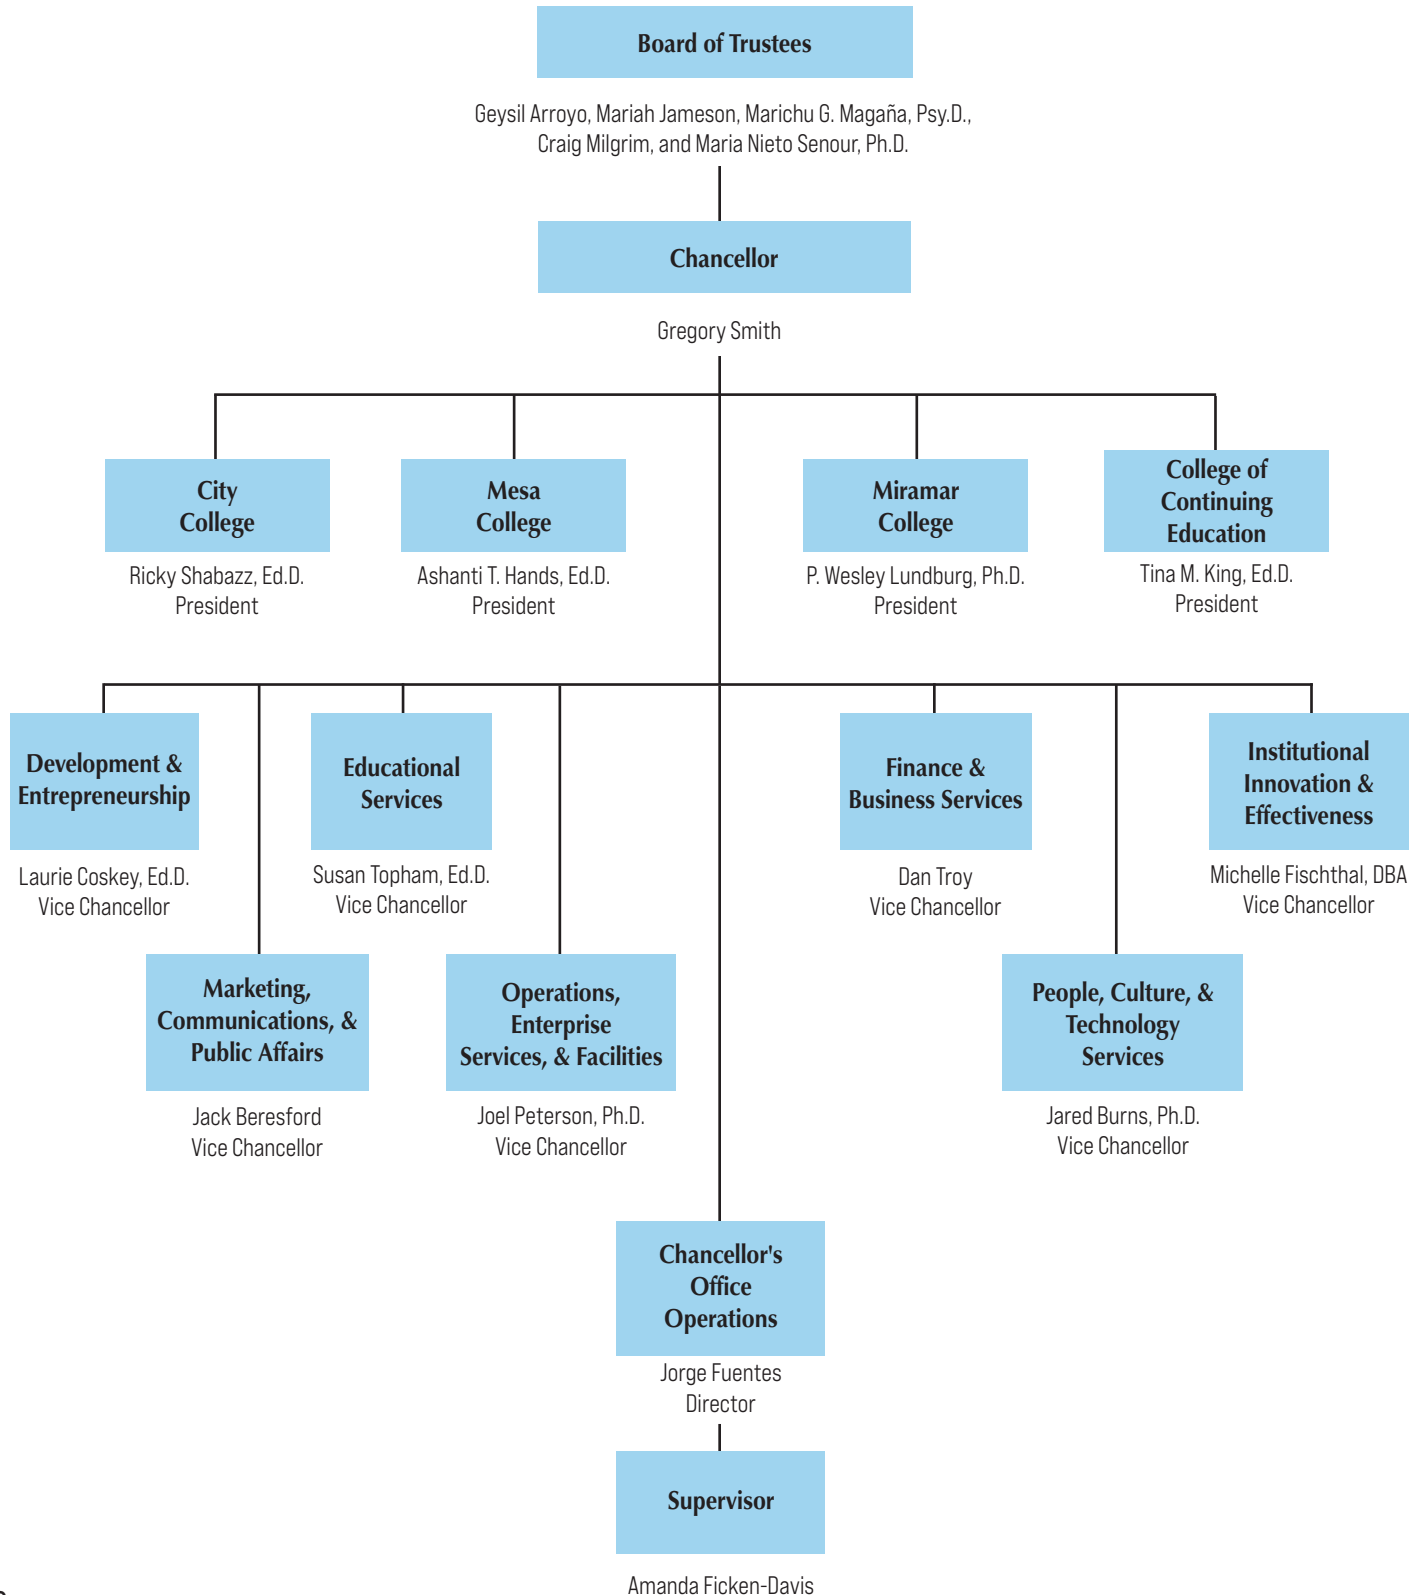 Board of Trustees
Geysil Arroyo, Mariah Jameson, Marichu G. Magaña, Psy.D.,
Craig Milgrim, and Maria Nieto Senour, Ph.D.
Chancellor
Gregory Smith
City
College
Ricky Shabazz, Ed.D.
President
Mesa
College
Ashanti T. Hands, Ed.D.
President
Miramar
College
P. Wesley Lundburg, Ph.D.
President
College of
Continuing
Education
Tina M. King, Ed.D.
President
Development &
Entrepreneurship
Laurie Coskey, Ed.D.
Vice Chancellor
Educational
Services
Susan Topham, Ed.D.
Vice Chancellor
Finance &
Business Services
Dan Troy
Vice Chancellor
Institutional
Innovation &
Effectiveness
Michelle Fischthal, DBA
Vice Chancellor
Marketing,
Communications, &
Public Affairs
Jack Beresford
Vice Chancellor
Operations,
Enterprise
Services, & Facilities
Joel Peterson, Ph.D.
Vice Chancellor
People, Culture, &
Technology
Services
Jared Burns, Ph.D.
Vice Chancellor
Chancellor's
Office
Operations
Jorge Fuentes
Director
Supervisor
Amanda Ficken-Davis